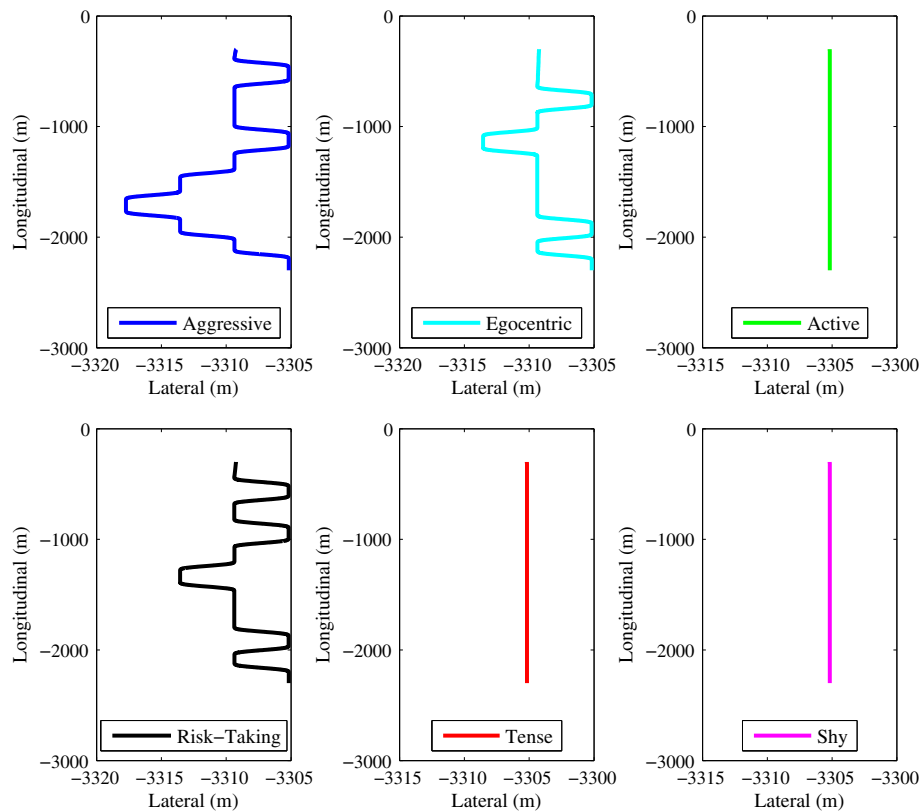 0
−1000
−2000
−3000
Longitudinal (m)
−3320 −3315 −3310 −3305
Lateral (m)
Aggressive
0
−1000
−2000
−3000
Longitudinal (m)
−3320 −3315 −3310 −3305
Lateral (m)
Egocentric
0
−1000
−2000
−3000
Longitudinal (m)
−3315 −3310 −3305 −3300
Lateral (m)
Active
0
−1000
−2000
−3000
Longitudinal (m)
−3320 −3315 −3310 −3305
Lateral (m)
Risk−Taking
0
−1000
−2000
−3000
Longitudinal (m)
−3315 −3310 −3305 −3300
Lateral (m)
Tense
0
−1000
−2000
−3000
Longitudinal (m)
−3315 −3310 −3305 −3300
Lateral (m)
Shy